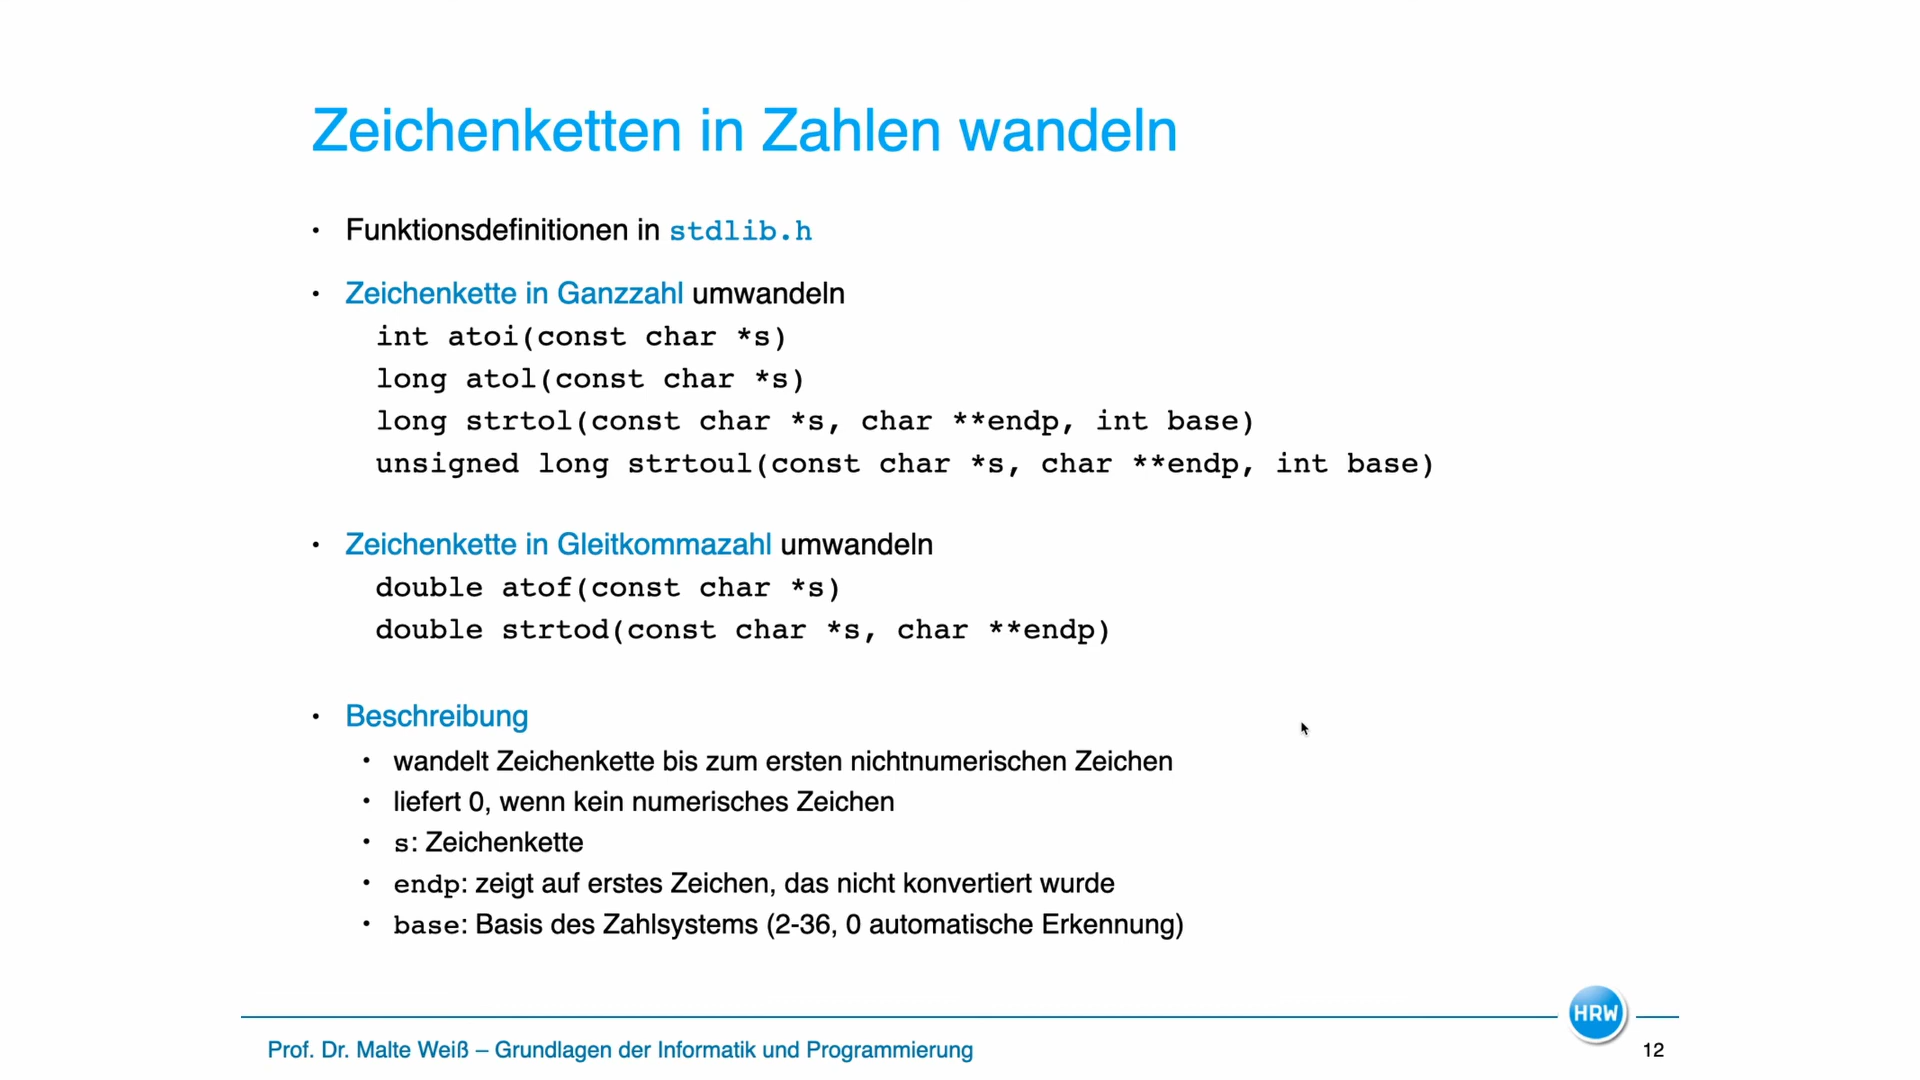 Zeichenketten in Zahlen wandeln
• Funktionsdefinitionen in stdlib.h
• Zeichenkette in Ganzzahl umwandeln
int atoi(const char *s)
long atol(const char *s)
long strtol(const char *s, char **endp, int base)
unsigned long strtoul(const char *s, char **endp, int base)
• Zeichenkette in Gleitkommazahl umwandeln
double atof(const char *s)
double strtod(const char *s, char **endp)
• Beschreibung
• wandelt Zeichenkette bis zum ersten nichtnumerischen Zeichen
• liefert 0, wenn kein numerisches Zeichen
• s: Zeichenkette
• endp: zeigt auf erstes Zeichen, das nicht konvertiert wurde
• base: Basis des Zahlsystems (2-36, 0 automatische Erkennung)
HRW
Prof. Dr. Malte Weiß – Grundlagen der Informatik und Programmierung
12